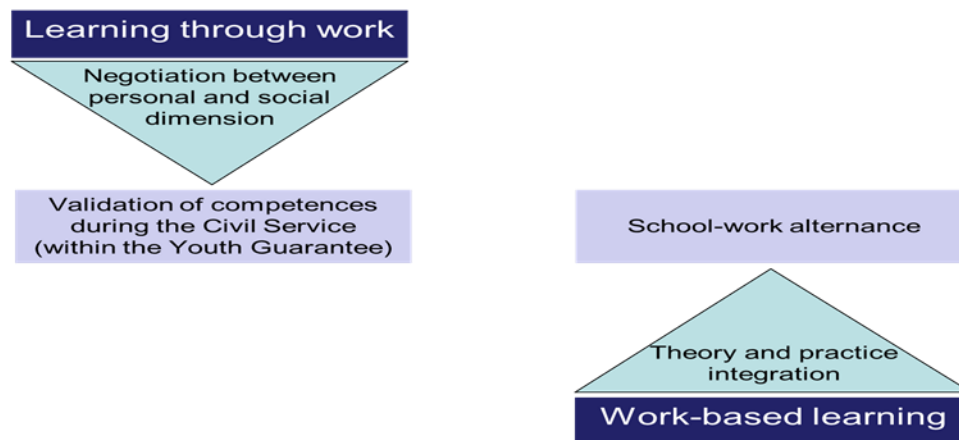 Learning through work
Negotiation between
personal and social
dimension
Validation of competences
during the Civil Service
(within the Youth Guarantee)
School-work alternance
Theory and practice
integration
Work-based learning